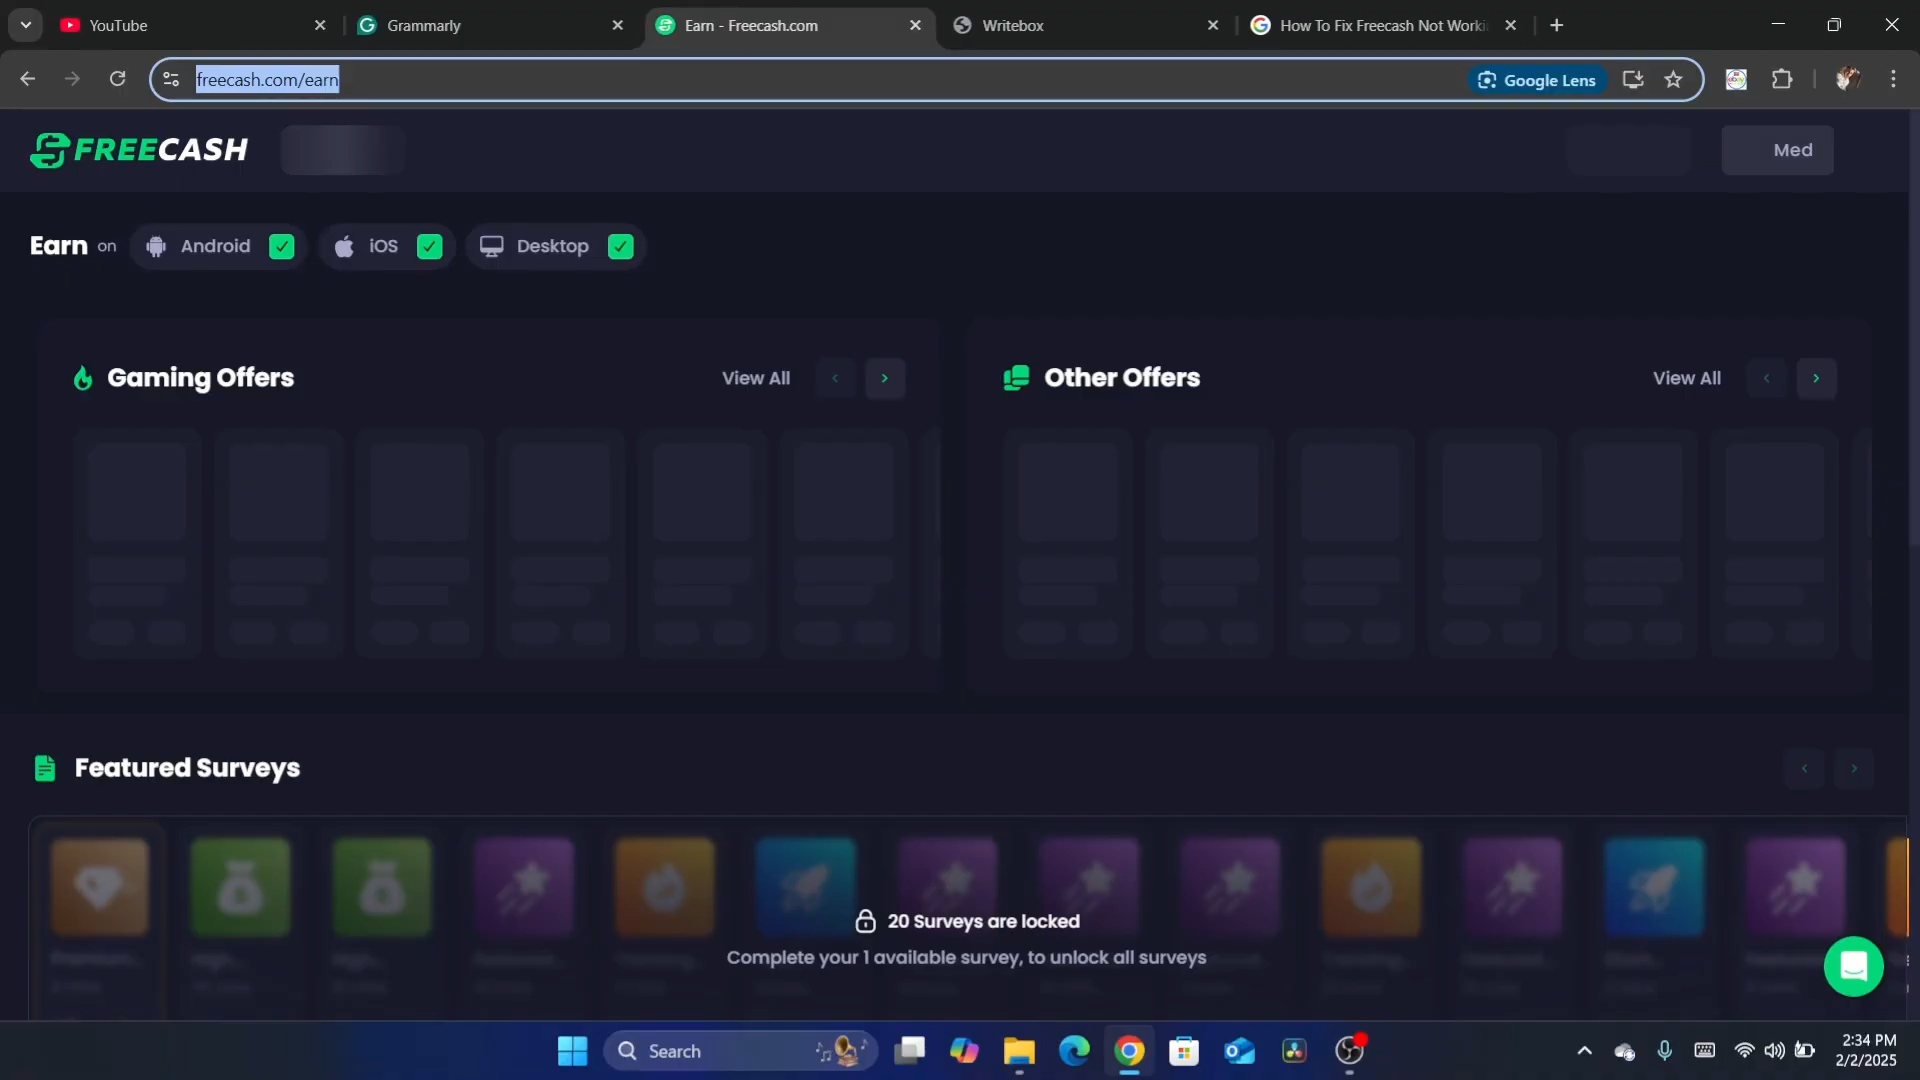 YouTube
Grammarly
Earn - Freecash.com
Writebox
How To Fix Freecash Not Worki
freecash.com/earn
Google Lens
FREECASH
Med
Earn on
Android
iOS
Desktop
Gaming Offers
View All
Other Offers
View All
Featured Surveys
20 Surveys are locked
Complete your 1 available survey, to unlock all surveys
Search
2:34 PM
2/2/2025